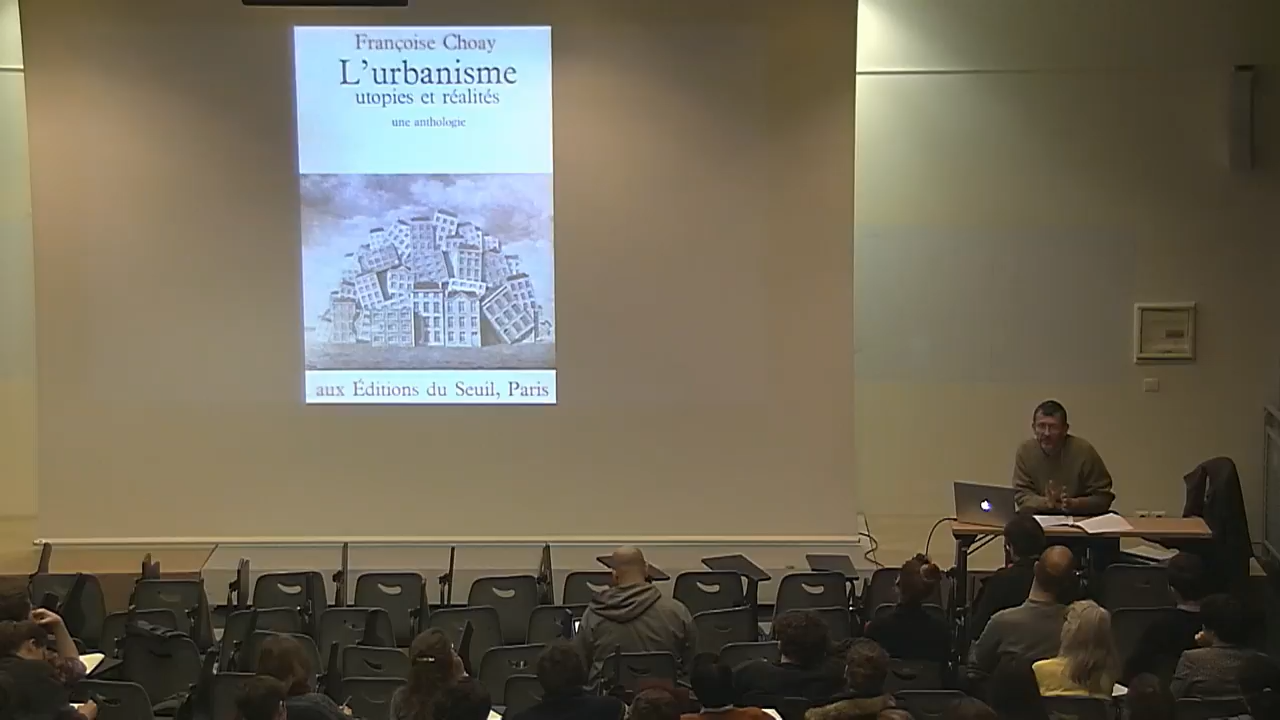 Françoise Choay
L'urbanisme
utopies et réalités
une anthologie
aux Éditions du Seuil, Paris